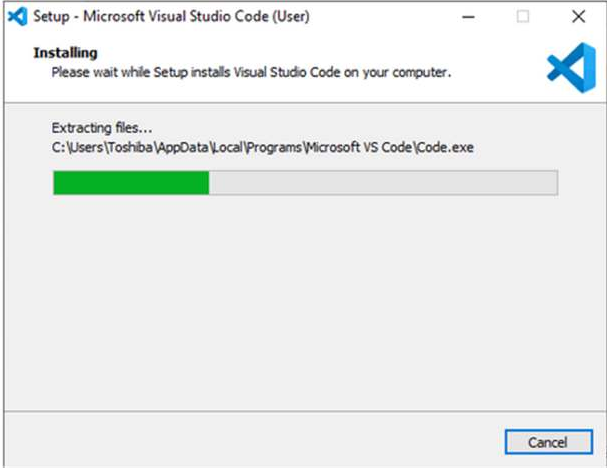 Setup - Microsoft Visual Studio Code (User)
Installing
Please wait while Setup installs Visual Studio Code on your computer.
Extracting files...
C:\Users\Toshiba\AppData\Local\Programs\Microsoft VS Code\Code.exe
Cancel